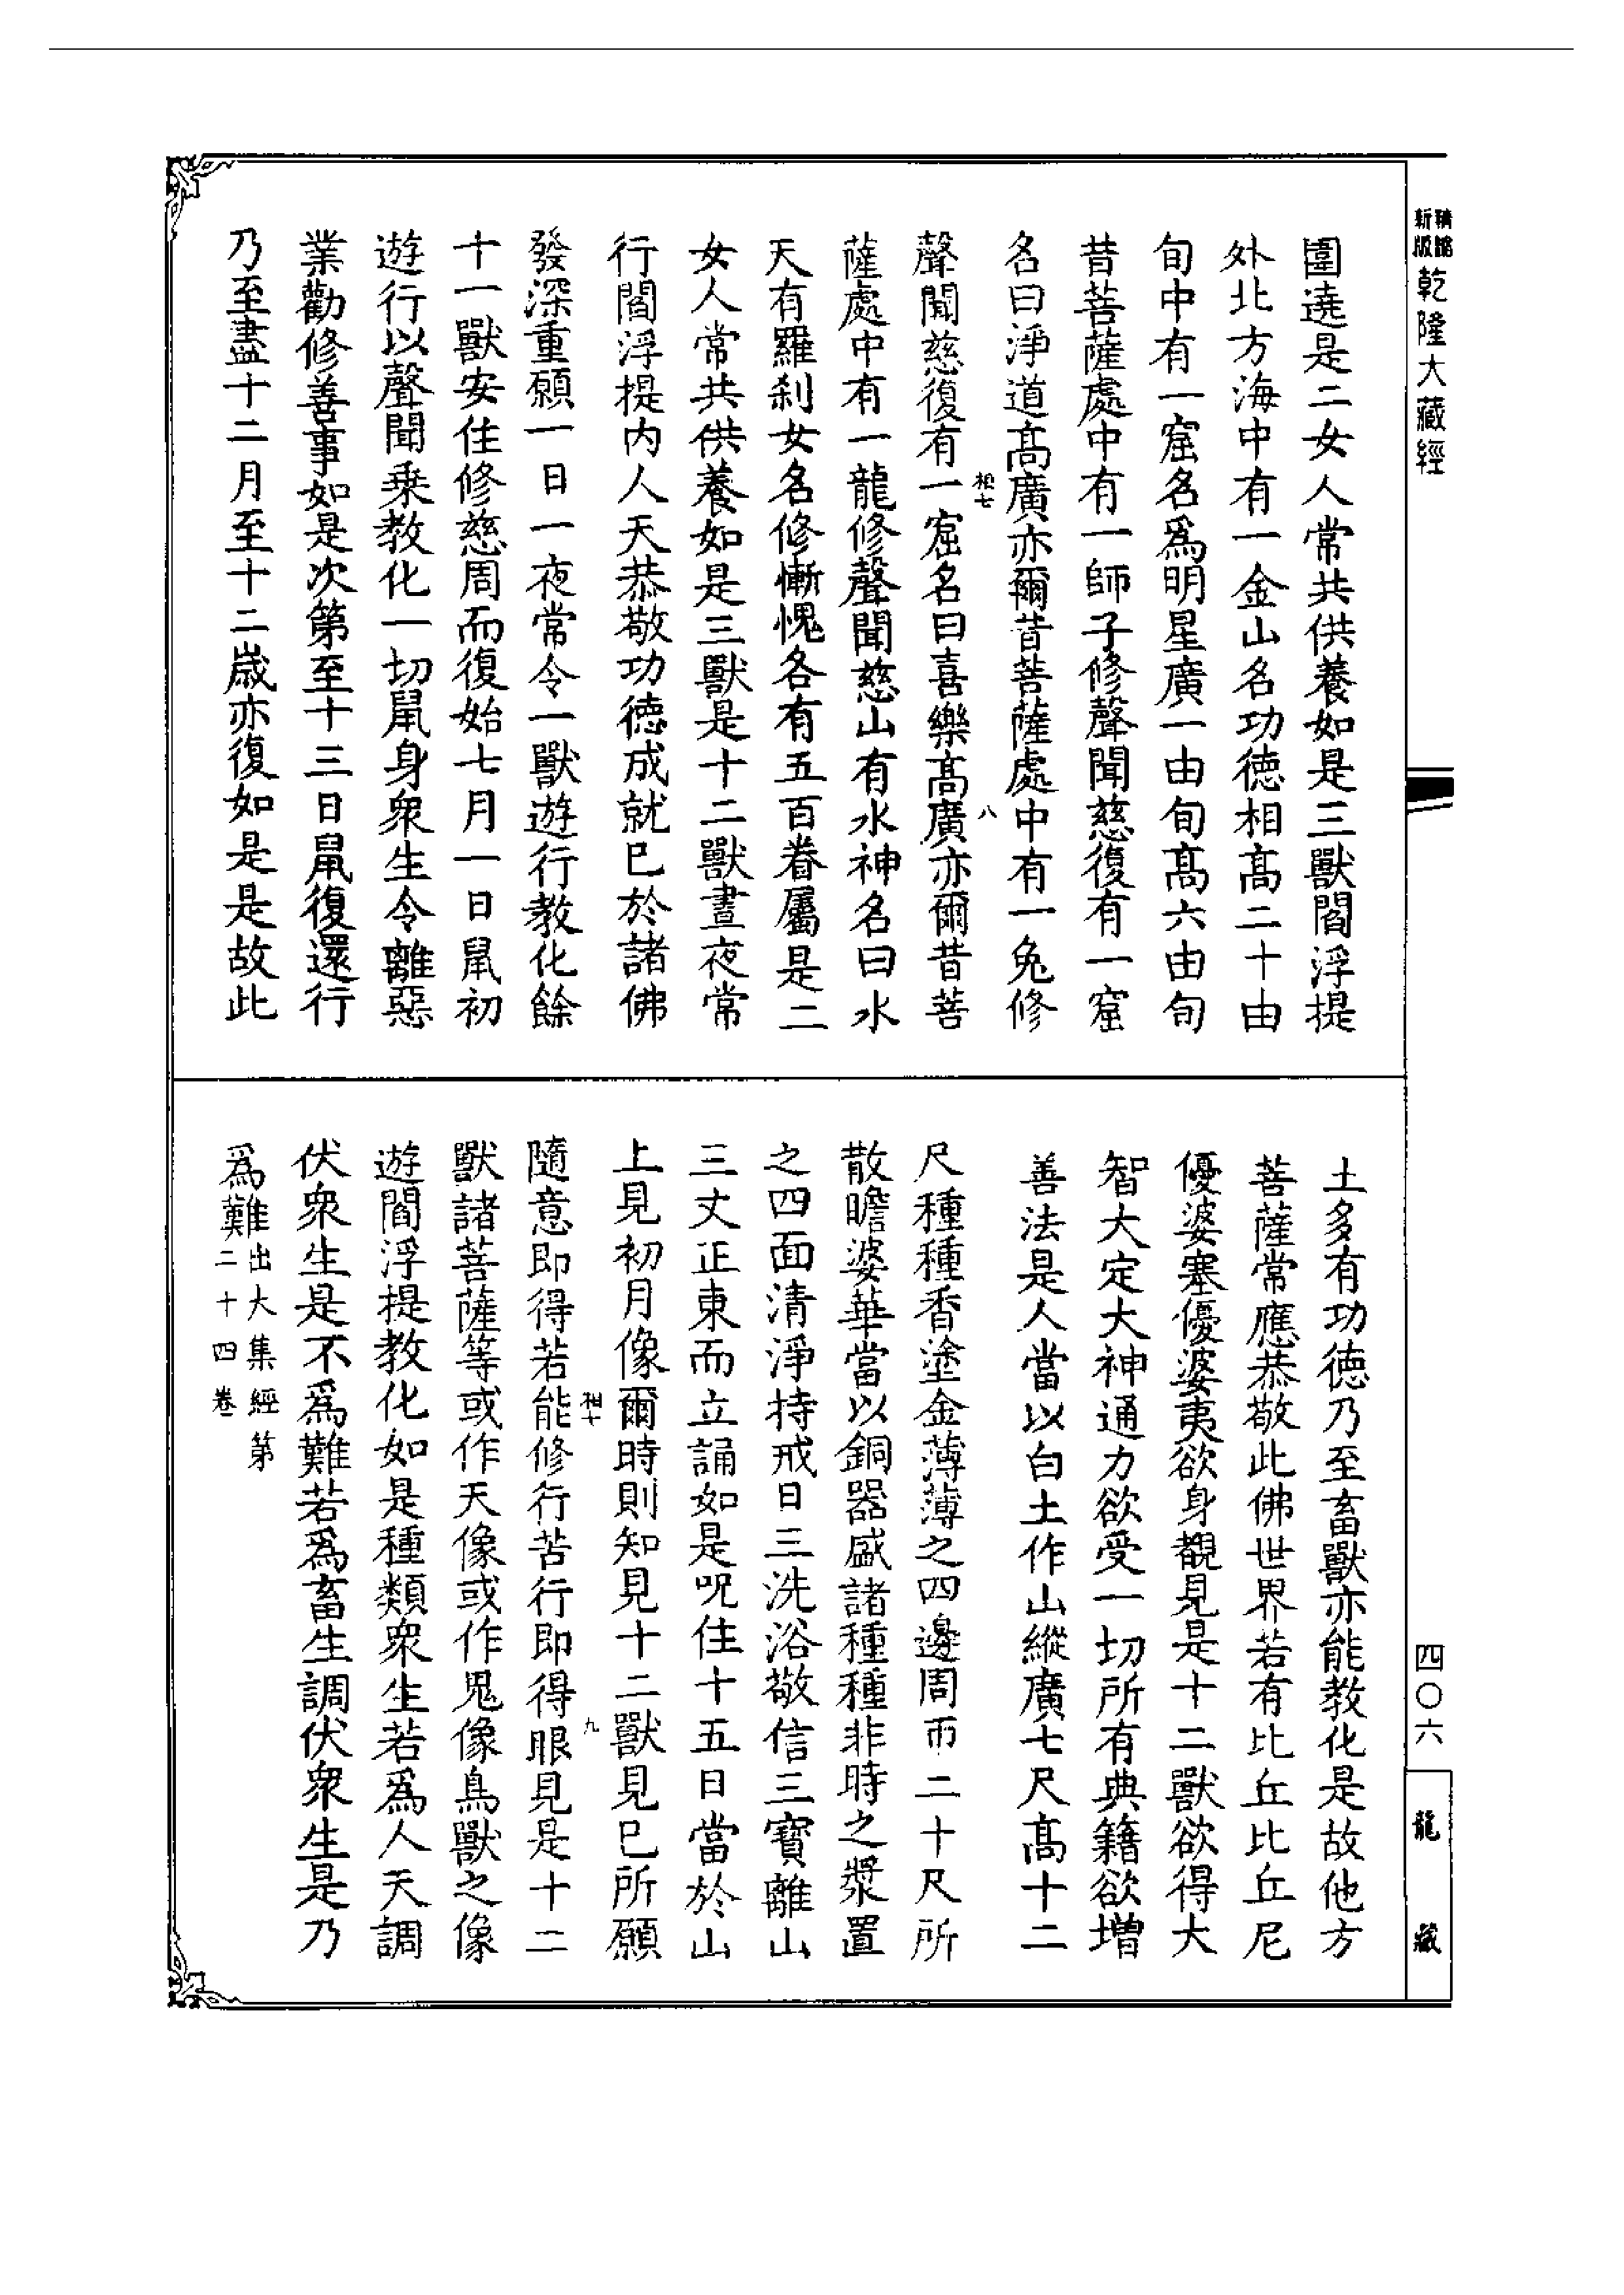 新版
精縮
乾隆大藏經
圍遶是二女人常共供養如是三獸閻浮提
外北方海中有一金山名功德相高二十由
旬中有一窟名為明星廣一由旬高六由旬
昔菩薩處中有一師子修聲聞慈復有一窟
名曰淨道高廣亦爾昔菩薩處中有一兔修
聲聞慈復有一窟名曰喜樂高廣亦爾昔菩
薩處中有一龍修聲聞慈山有水神名曰水
天有羅剎女名修慚愧各有五百眷屬是二
女人常共供養如是三獸是十二獸晝夜常
行閻浮提內人天恭敬功德成就已於諸佛
發深重願一日一夜常令一獸遊行教化餘
十一獸安住修慈周而復始七月一日鼠初
遊行以聲聞乘教化一切鼠身眾生令離惡
業勸修善事如是次第至十三日鼠復還行
乃至盡十二月至十二歲亦復如是是故此
土多有功德乃至畜獸亦能教化是故他方
菩薩常應恭敬此佛世界若有比丘比丘尼
優婆塞優婆夷欲身覩見是十二獸欲得大
智大定大神通力欲受一切所有典籍欲增
善法是人當以白土作山縱廣七尺高十二
尺種種香塗金薄薄之四邊周帀二十尺所
散瞻婆華當以銅器盛諸種種非時之漿置
之四面清淨持戒日三洗浴敬信三寶離山
三丈正東而立誦如是呪住十五日當於山
上見初月像爾時則知見十二獸見已所願
隨意即得若能修行苦行即得眼見是十二
獸諸菩薩等或作天像或作鬼像鳥獸之像
遊閻浮提教化如是種類眾生若為人天調
伏眾生是不為難若為畜生調伏眾生是乃
為難出大集經第
二十四卷
相七
八
相七
九
四〇六
龍藏